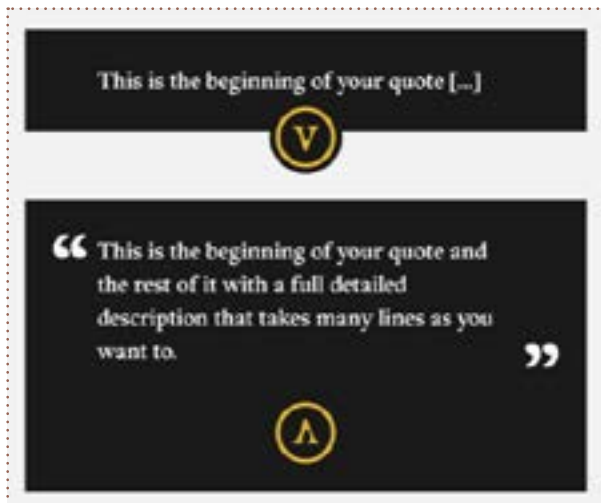 This is the beginning of your quote [...]
V
“ This is the beginning of your quote and
the rest of it with a full detailed
description that takes many lines as you
want to. ”
Λ